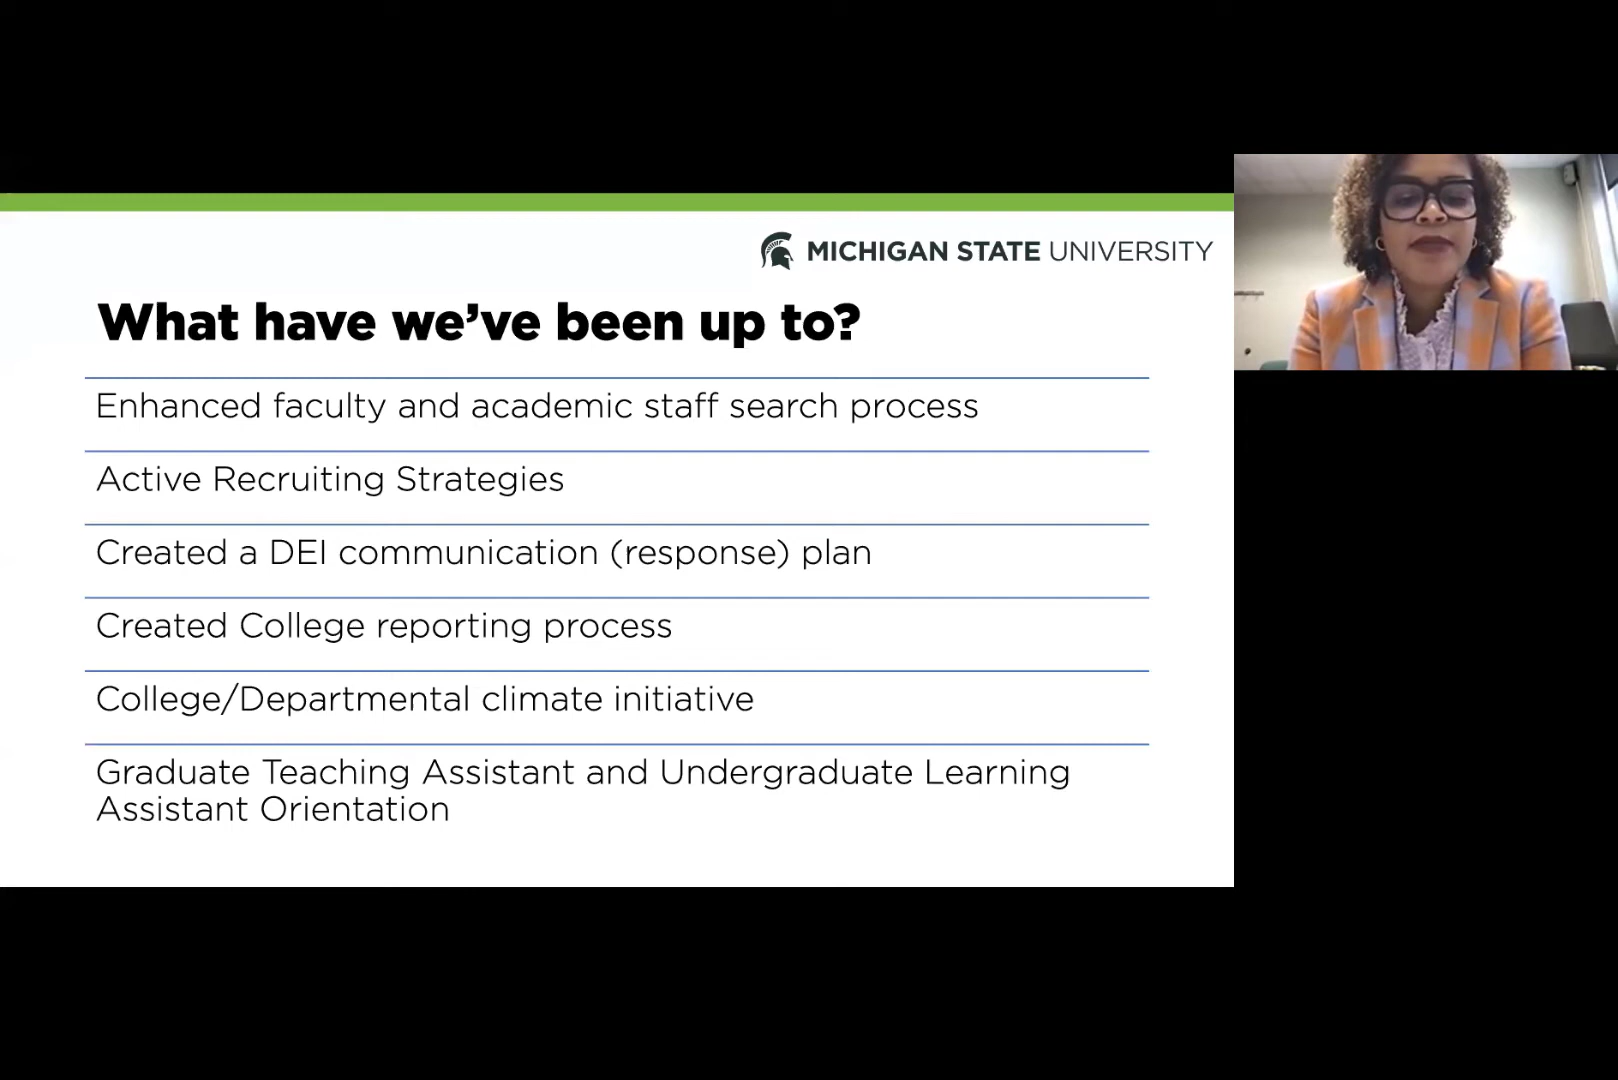 MICHIGAN STATE UNIVERSITY
What have we've been up to?
Enhanced faculty and academic staff search process
Active Recruiting Strategies
Created a DEI communication (response) plan
Created College reporting process
College/Departmental climate initiative
Graduate Teaching Assistant and Undergraduate Learning
Assistant Orientation